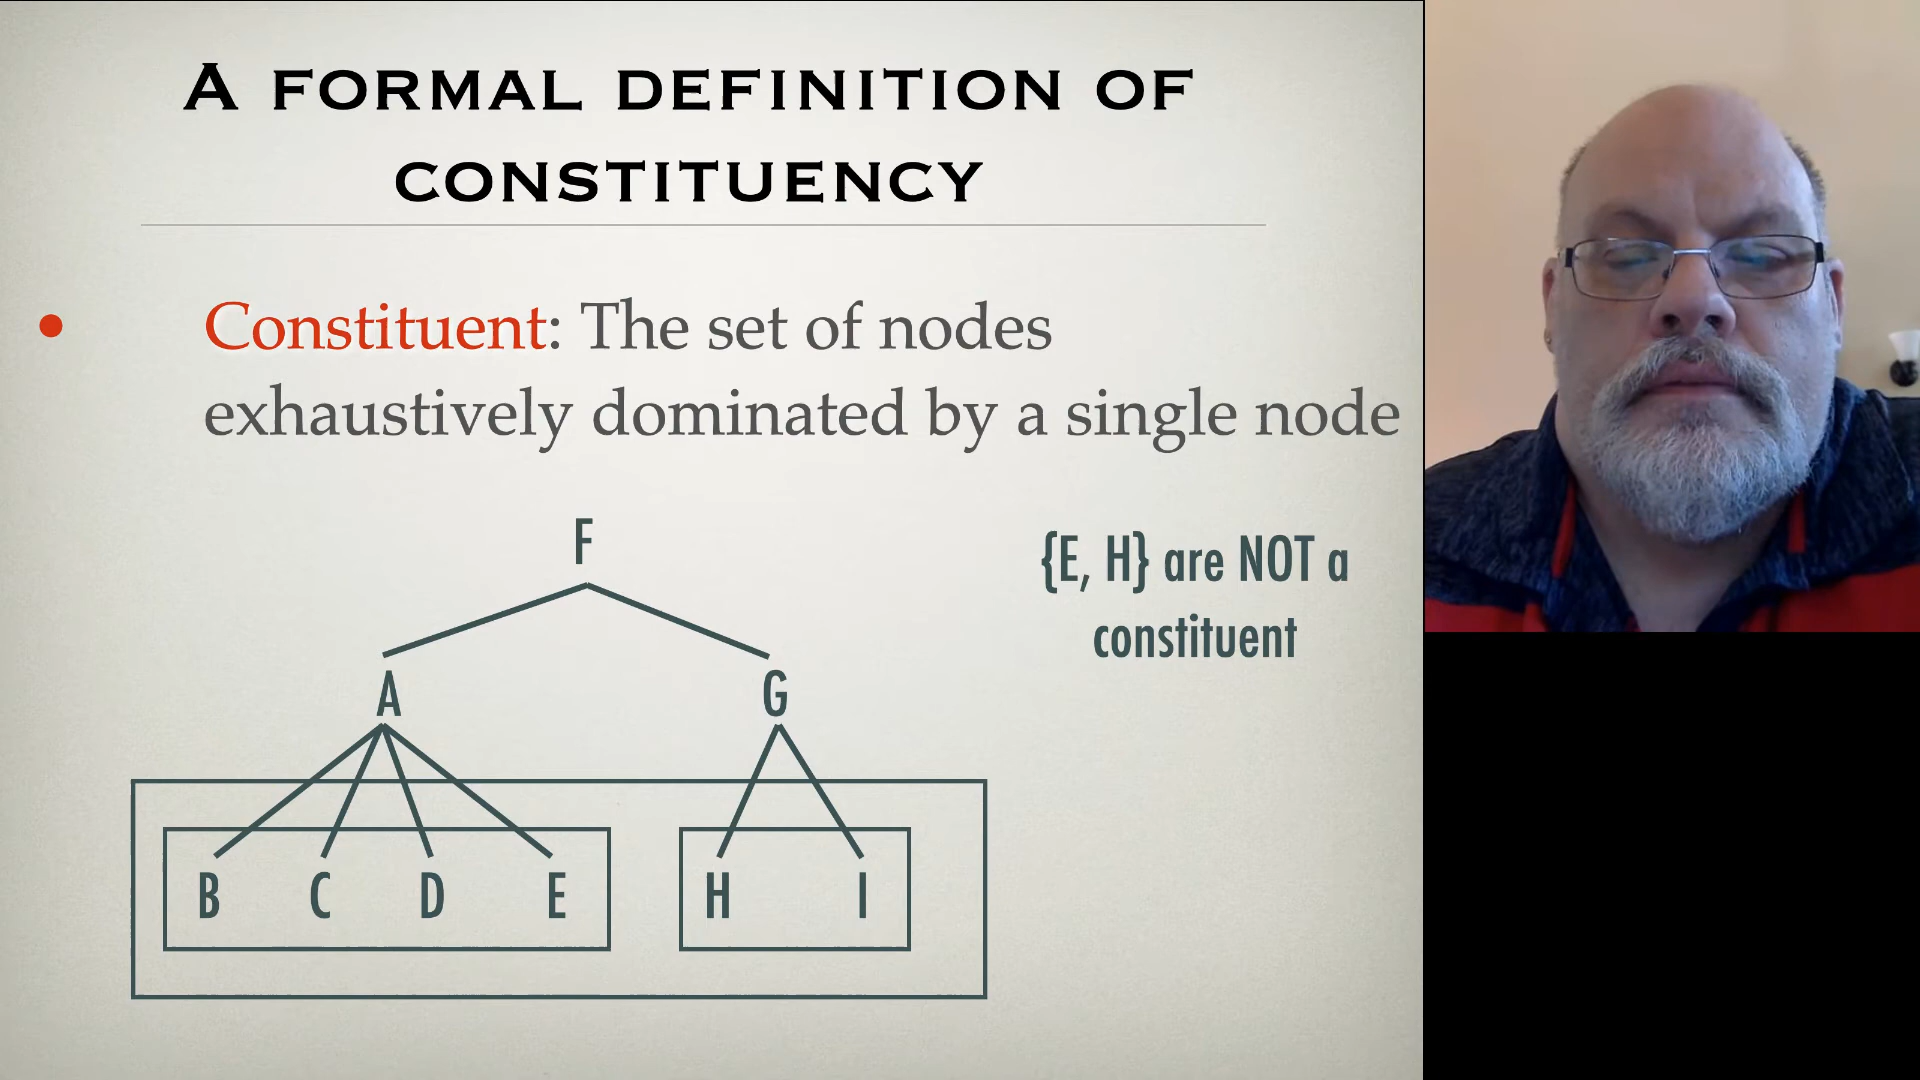 A FORMAL DEFINITION OF
CONSTITUENCY
• Constituent: The set of nodes
exhaustively dominated by a single node
F
{E, H} are NOT a
constituent
A G
B C D E H I